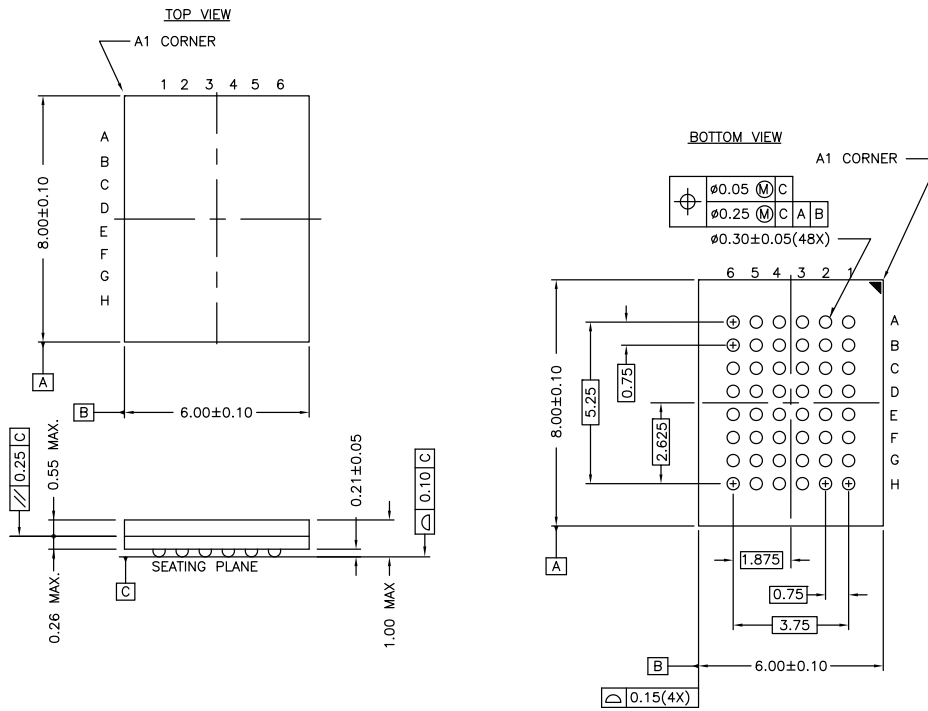 TOP VIEW
A1 CORNER
1 2 3 4 5 6
A
B
C
D
E
F
G
H
8.00±0.10
A
B
6.00±0.10
// 0.25 C
0.55 MAX.
0.26 MAX.
0.21±0.05
⌓ 0.10 C
SEATING PLANE
C
1.00 MAX
BOTTOM VIEW
A1 CORNER
⌖ ø0.05 Ⓜ C
ø0.25 Ⓜ C A B
ø0.30±0.05(48X)
6 5 4 3 2 1
A
B
C
D
E
F
G
H
8.00±0.10
5.25
0.75
2.625
A
1.875
0.75
3.75
B
6.00±0.10
⌓ 0.15(4X)